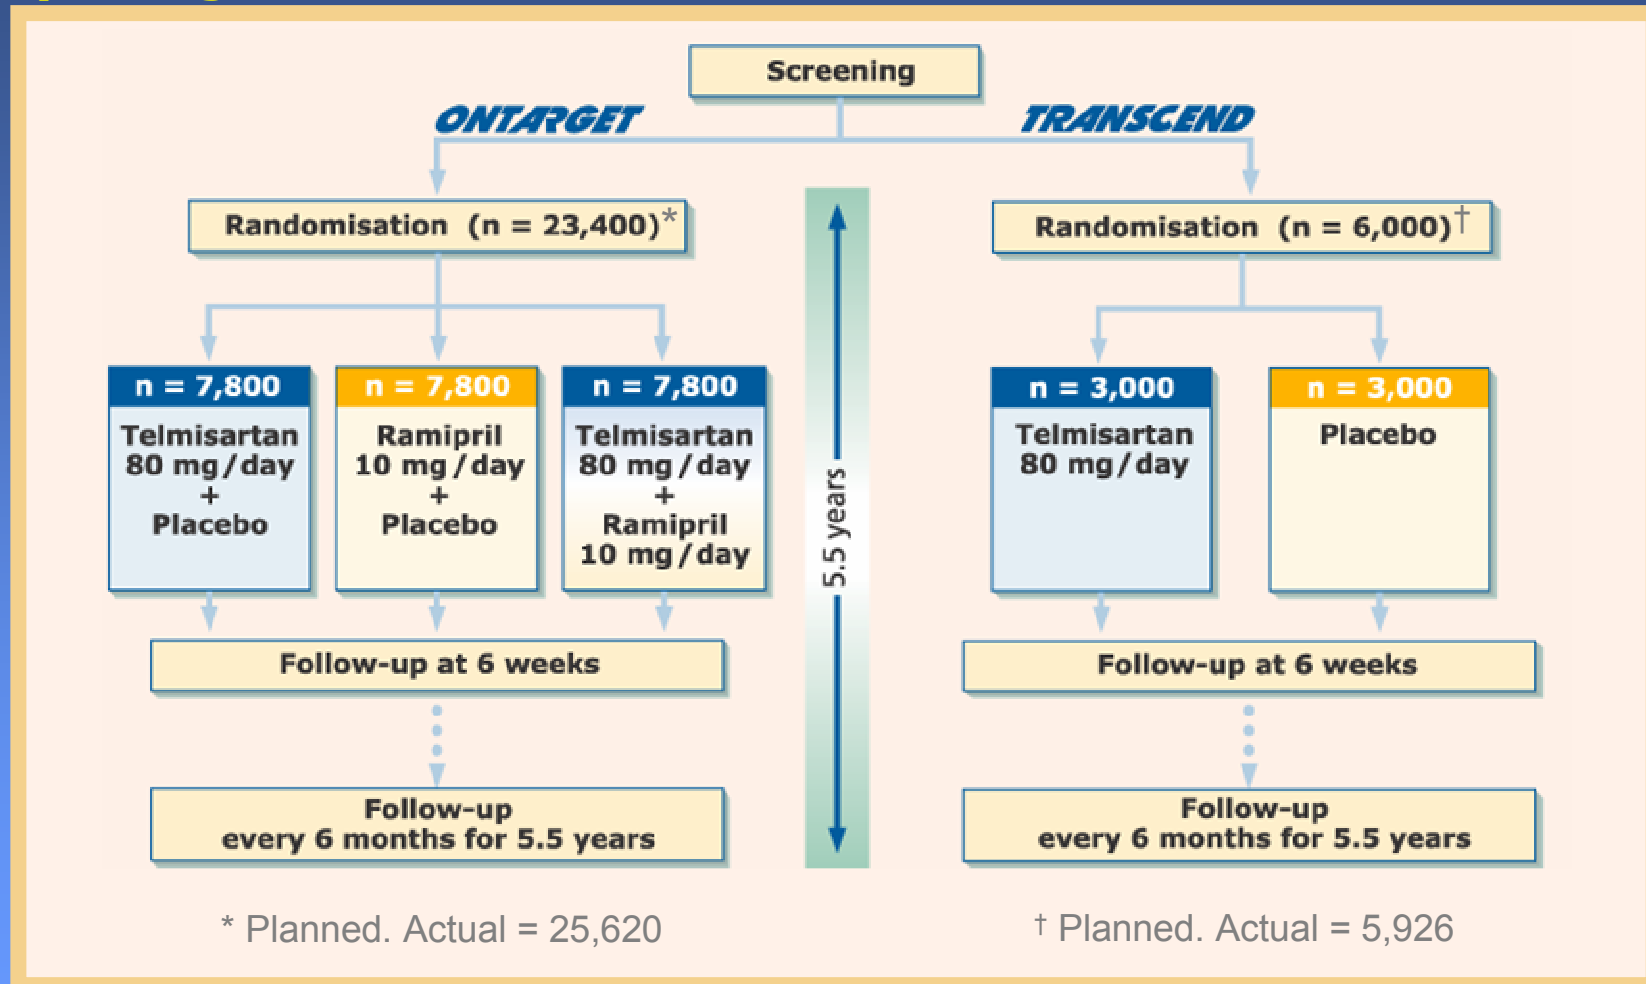 Screening
ONTARGET
TRANSCEND
Randomisation (n = 23,400)*
Randomisation (n = 6,000)†
n = 7,800
Telmisartan
80 mg/day
+
Placebo
n = 7,800
Ramipril
10 mg/day
+
Placebo
n = 7,800
Telmisartan
80 mg/day
+
Ramipril
10 mg/day
5.5 years
n = 3,000
Telmisartan
80 mg/day
n = 3,000
Placebo
Follow-up at 6 weeks
Follow-up at 6 weeks
Follow-up
every 6 months for 5.5 years
Follow-up
every 6 months for 5.5 years
* Planned. Actual = 25,620
† Planned. Actual = 5,926